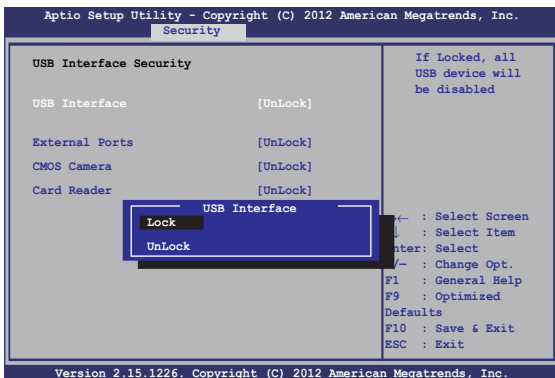 Aptio Setup Utility - Copyright (C) 2012 American Megatrends, Inc.
Security
USB Interface Security
USB Interface [UnLock]
External Ports [UnLock]
CMOS Camera [UnLock]
Card Reader [UnLock]
USB Interface
Lock
UnLock
If Locked, all
USB device will
be disabled
→← : Select Screen
↓ : Select Item
nter: Select
/— : Change Opt.
F1 : General Help
F9 : Optimized
Defaults
F10 : Save & Exit
ESC : Exit
Version 2.15.1226. Copyright (C) 2012 American Megatrends, Inc.